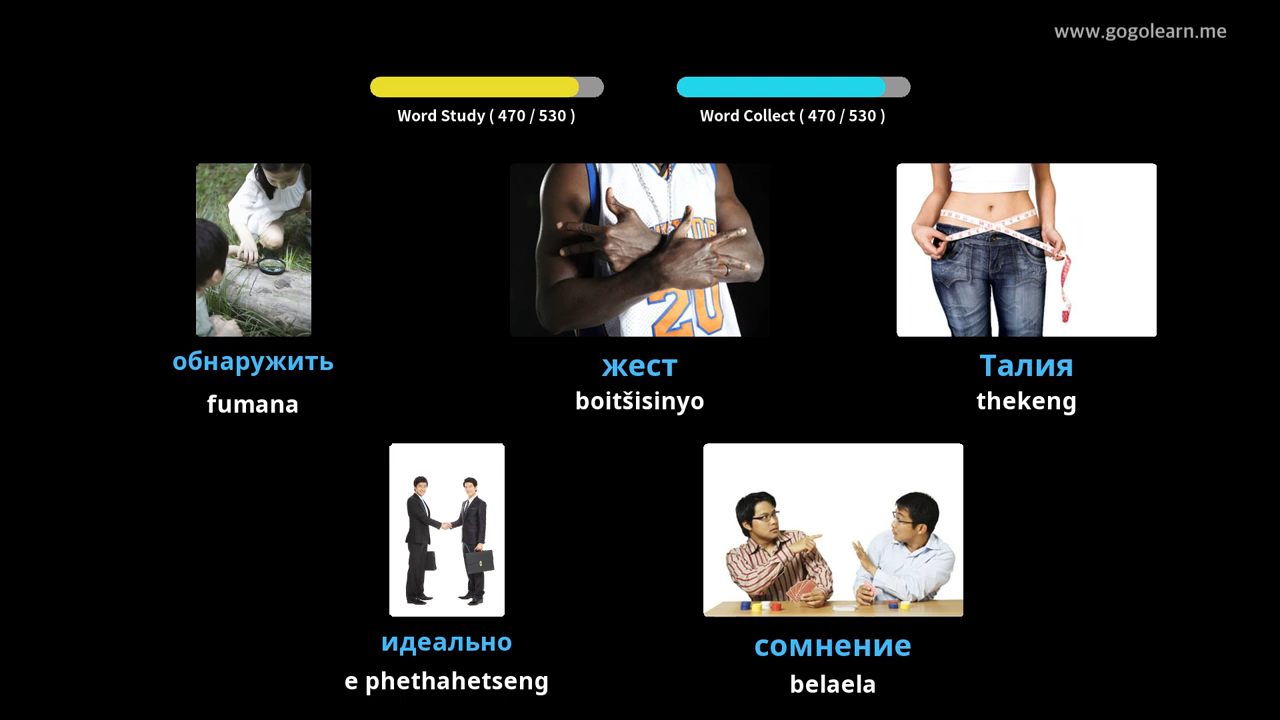 www.gogolearn.me
Word Study ( 470 / 530 )
Word Collect ( 470 / 530 )
20
обнаружить
fumana
жест
boitšisinyo
Талия
thekeng
идеально
e phethahetseng
сомнение
belaela